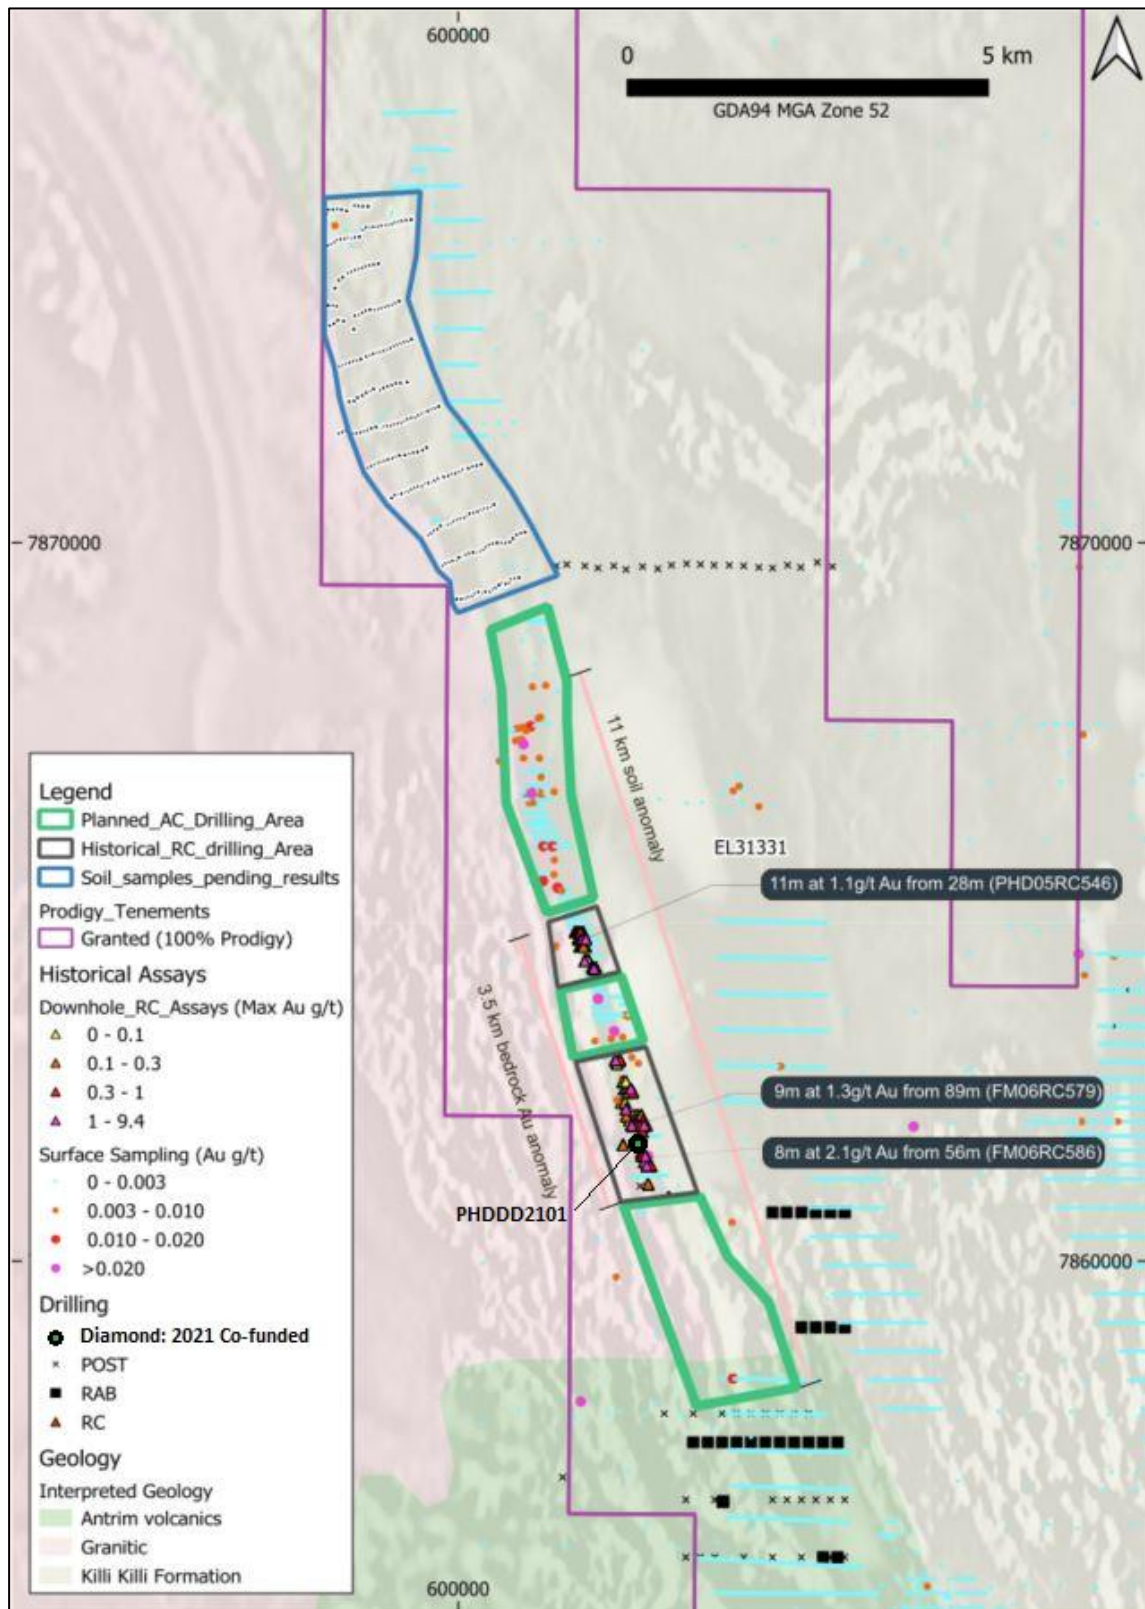 600000
0 5 km
GDA94 MGA Zone 52
7870000 7870000
11 km soil anomaly
EL31331
11m at 1.1g/t Au from 28m (PHD05RC546)
3.5 km bedrock Au anomaly
9m at 1.3g/t Au from 89m (FM06RC579)
8m at 2.1g/t Au from 56m (FM06RC586)
PHDDD2101
7860000
Legend
Planned_AC_Drilling_Area
Historical_RC_drilling_Area
Soil_samples_pending_results
Prodigy_Tenements
Granted (100% Prodigy)
Historical Assays
Downhole_RC_Assays (Max Au g/t)
0 - 0.1
0.1 - 0.3
0.3 - 1
1 - 9.4
Surface Sampling (Au g/t)
0 - 0.003
0.003 - 0.010
0.010 - 0.020
>0.020
Drilling
Diamond: 2021 Co-funded
POST
RAB
RC
Geology
Interpreted Geology
Antrim volcanics
Granitic
Killi Killi Formation
600000